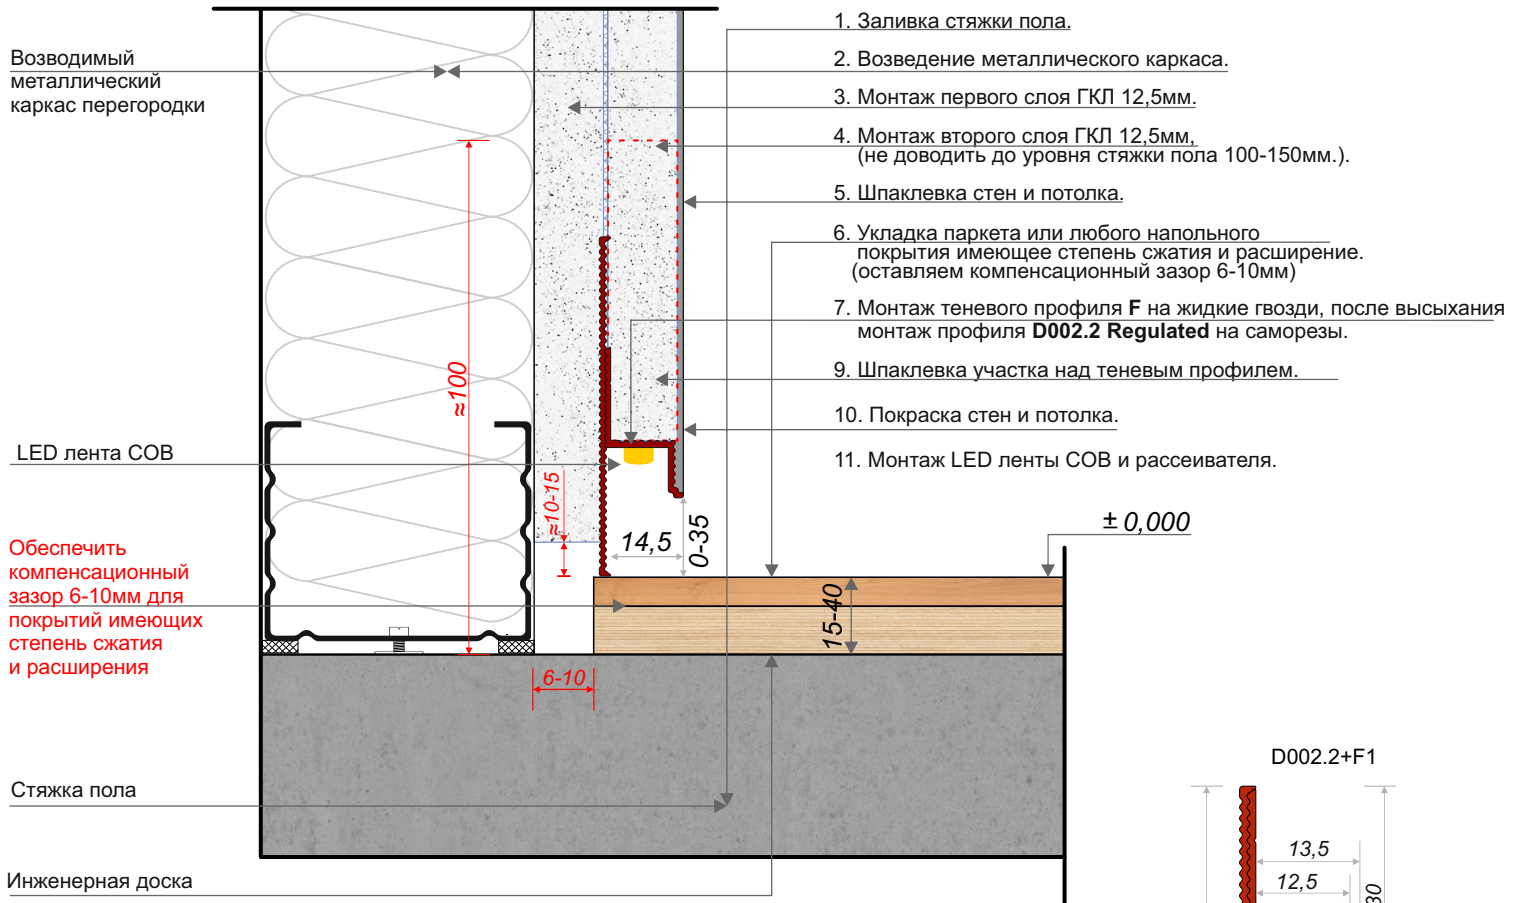 Возводимый
металлический
каркас перегородки
LED лента COB
Обеспечить
компенсационный
зазор 6-10мм для
покрытий имеющих
степень сжатия
и расширения
Стяжка пола
Инженерная доска
≈100
≈10-15
6-10
14,5
0-35
15-40
± 0,000
1. Заливка стяжки пола.
2. Возведение металлического каркаса.
3. Монтаж первого слоя ГКЛ 12,5мм.
4. Монтаж второго слоя ГКЛ 12,5мм,
(не доводить до уровня стяжки пола 100-150мм.).
5. Шпаклевка стен и потолка.
6. Укладка паркета или любого напольного
покрытия имеющее степень сжатия и расширение.
(оставляем компенсационный зазор 6-10мм)
7. Монтаж теневого профиля F на жидкие гвозди, после высыхания
монтаж профиля D002.2 Regulated на саморезы.
9. Шпаклевка участка над теневым профилем.
10. Покраска стен и потолка.
11. Монтаж LED ленты COB и рассеивателя.
D002.2+F1
13,5
12,5